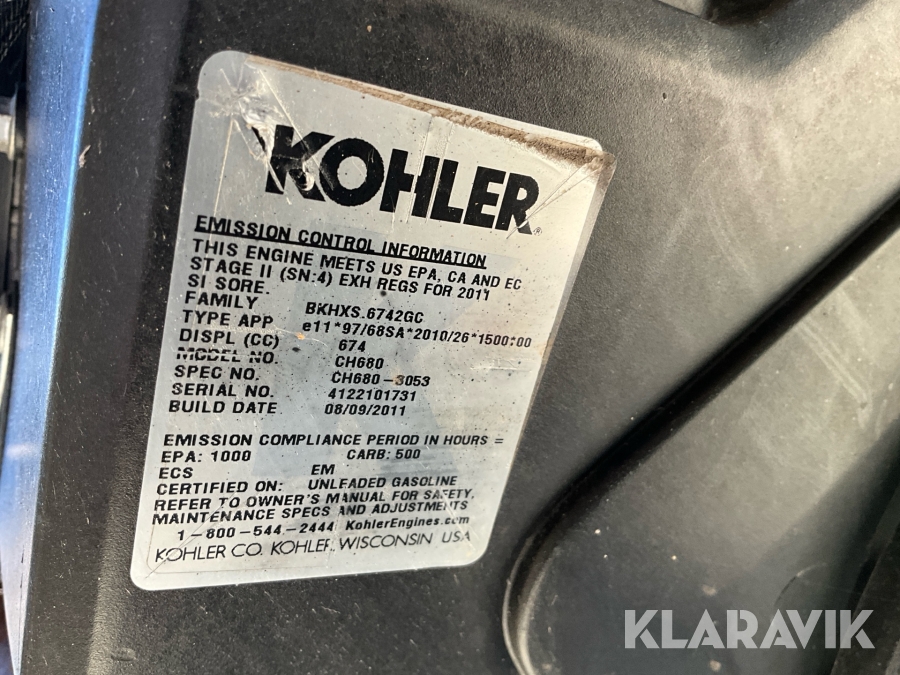 KOHLER®
EMISSION CONTROL INFORMATION
THIS ENGINE MEETS US EPA, CA AND EC
STAGE II (SN:4) EXH REGS FOR 2011
SI SORE.
FAMILY BKHXS.6742GC
TYPE APP e11*97/68SA*2010/26*1500*00
DISPL (CC) 674
MODEL NO. CH680
SPEC NO. CH680-3053
SERIAL NO. 4122101731
BUILD DATE 08/09/2011
EMISSION COMPLIANCE PERIOD IN HOURS =
EPA: 1000 CARB: 500
ECS EM
CERTIFIED ON: UNLEADED GASOLINE
REFER TO OWNER'S MANUAL FOR SAFETY,
MAINTENANCE SPECS AND ADJUSTMENTS
1-800-544-2444 KohlerEngines.com
KOHLER CO. KOHLER, WISCONSIN USA
KLARAVIK